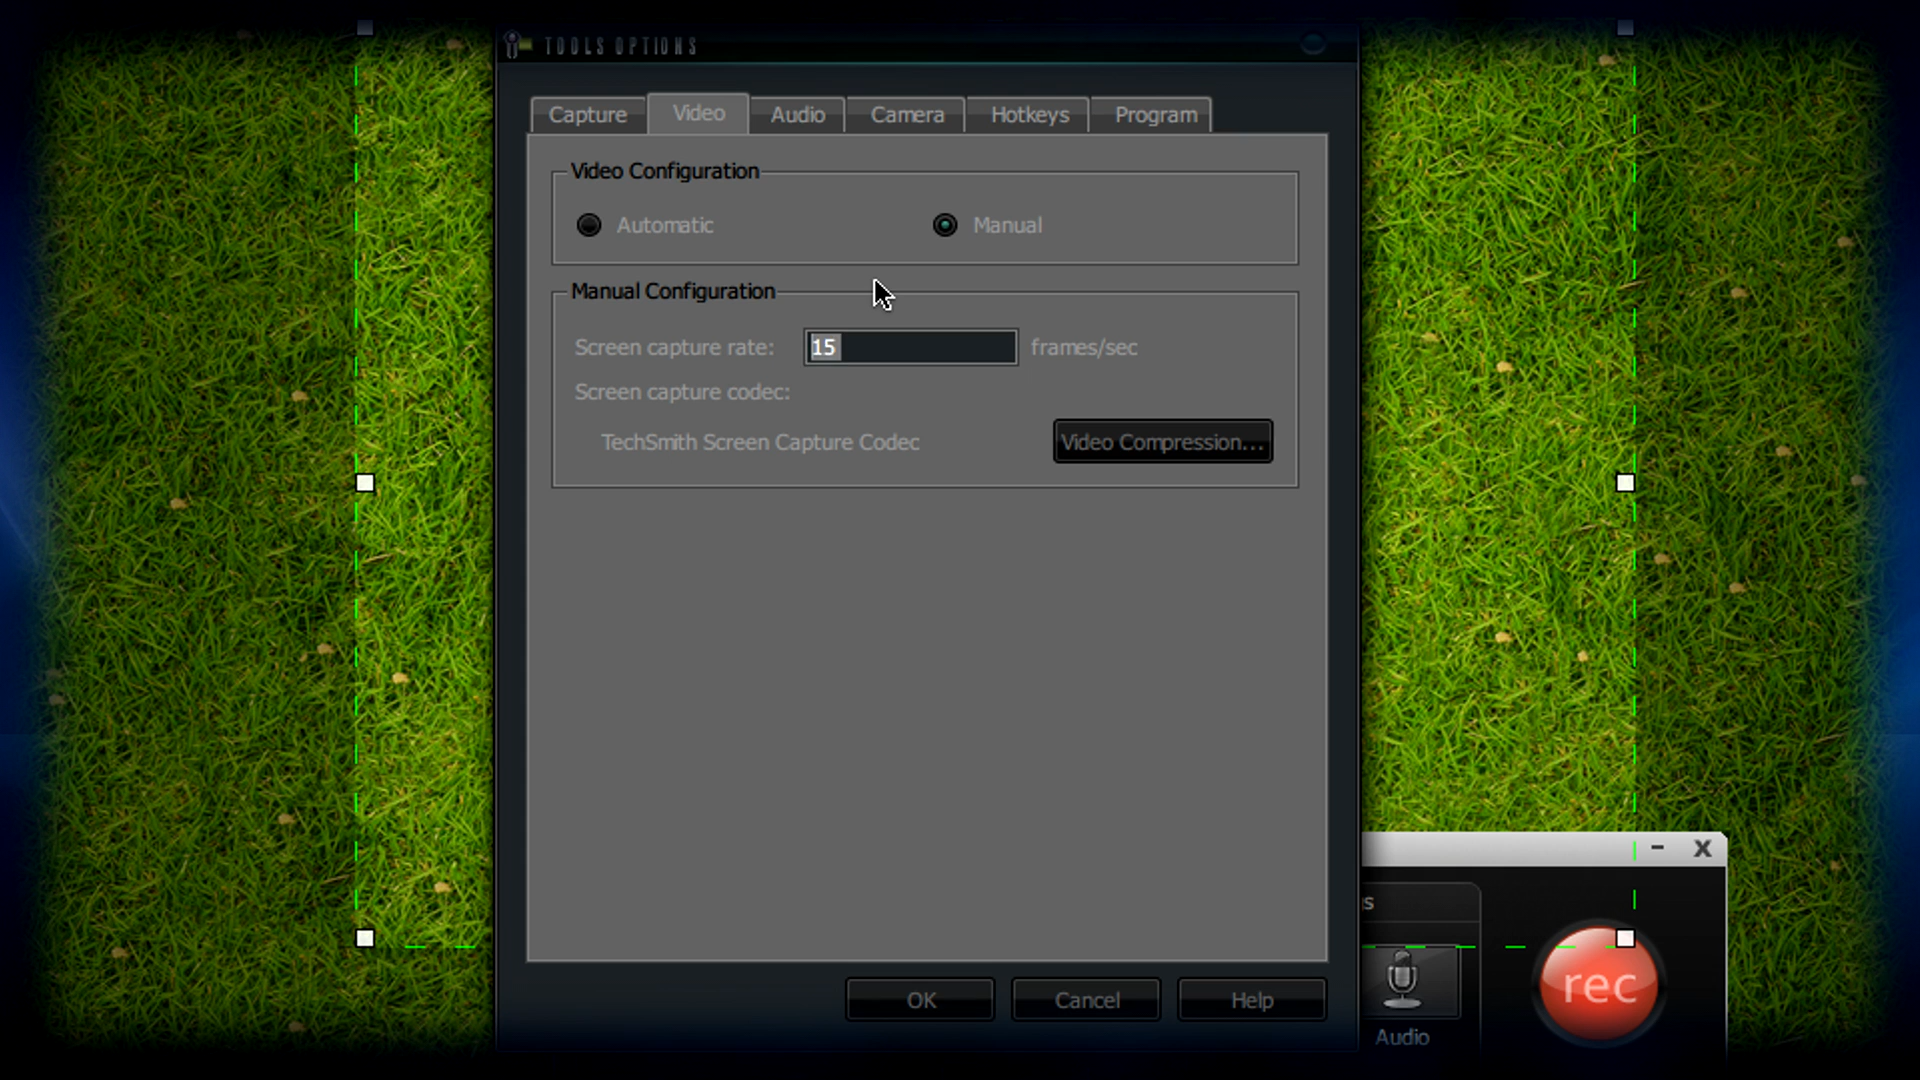 TOOLS OPTIONS
Capture Video Audio Camera Hotkeys Program
Video Configuration
Automatic Manual
Manual Configuration
Screen capture rate: 15 frames/sec
Screen capture codec:
TechSmith Screen Capture Codec Video Compression...
OK Cancel Help
rec
Audio